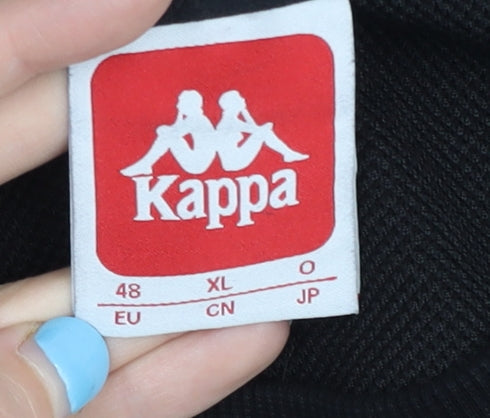 Kappa
48 XL O
EU CN JP